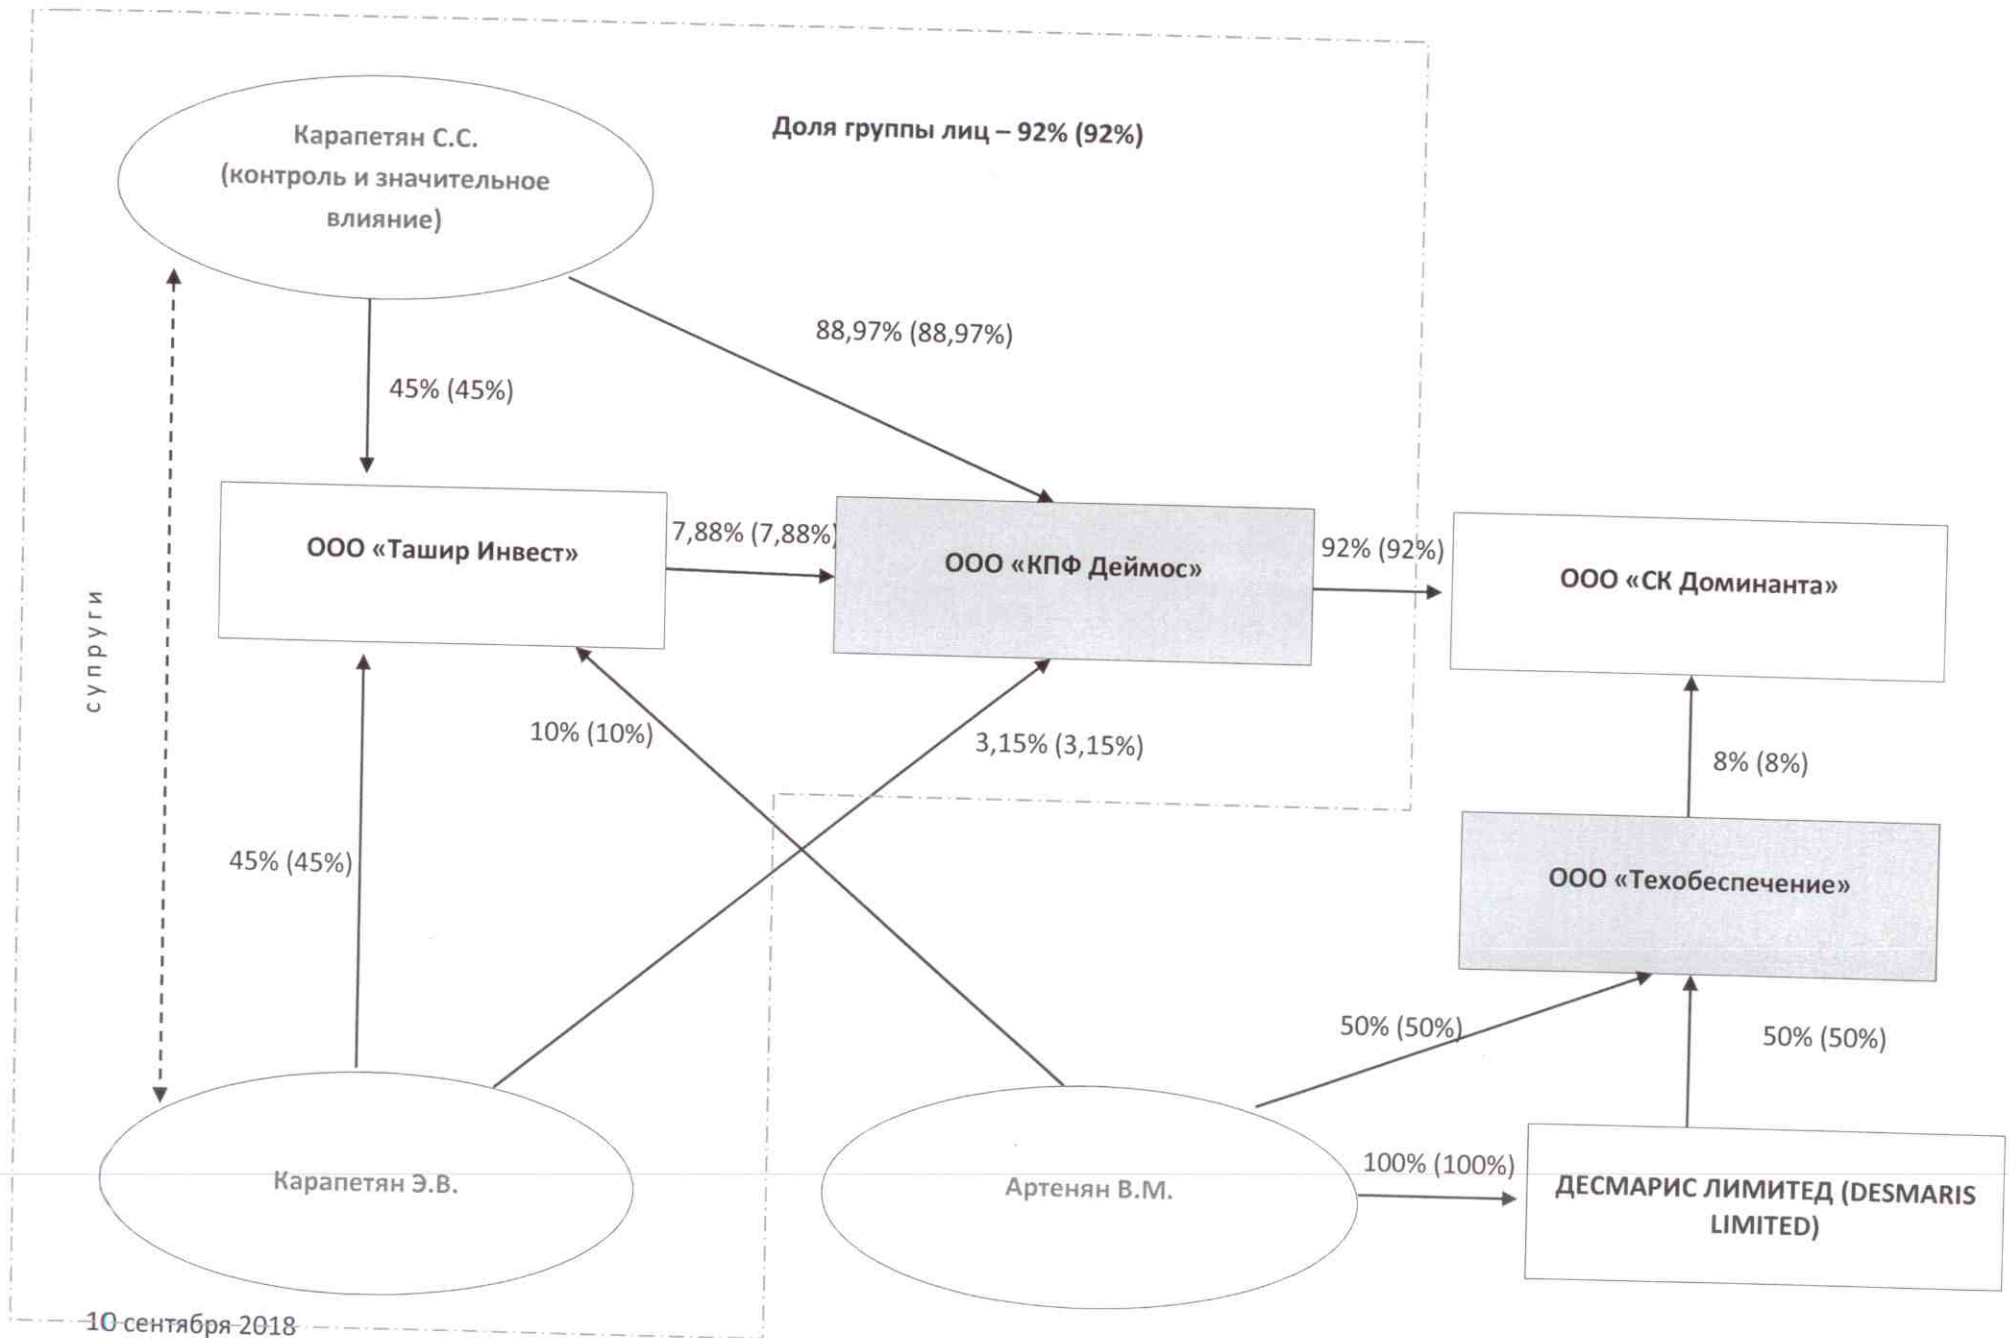 Карапетян С.С.
(контроль и значительное
влияние)
Доля группы лиц – 92% (92%)
88,97% (88,97%)
45% (45%)
ООО «Ташир Инвест»
7,88% (7,88%)
ООО «КПФ Деймос»
92% (92%)
ООО «СК Доминанта»
супруги
10% (10%)
3,15% (3,15%)
8% (8%)
45% (45%)
ООО «Техобеспечение»
50% (50%)
50% (50%)
Карапетян Э.В.
Артенян В.М.
100% (100%)
ДЕСМАРИС ЛИМИТЕД (DESMARIS
LIMITED)
10 сентября 2018